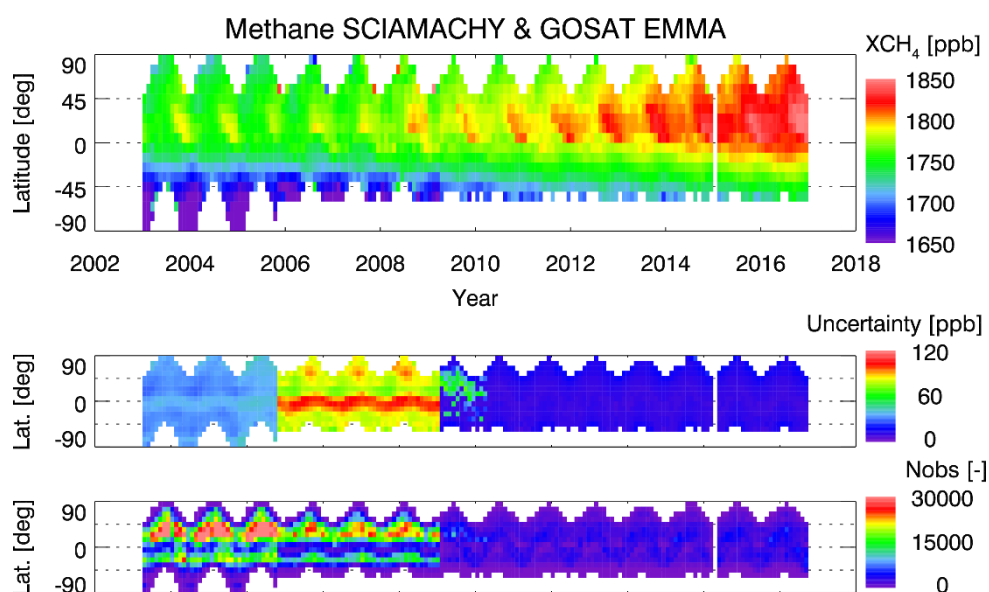 Methane SCIAMACHY & GOSAT EMMA
XCH₄ [ppb]
Latitude [deg]
90
45
0
-45
-90
1850
1800
1750
1700
1650
2002 2004 2006 2008 2010 2012 2014 2016 2018
Year
Uncertainty [ppb]
Lat. [deg]
90
0
-90
120
60
0
Nobs [-]
Lat. [deg]
90
0
-90
30000
15000
0